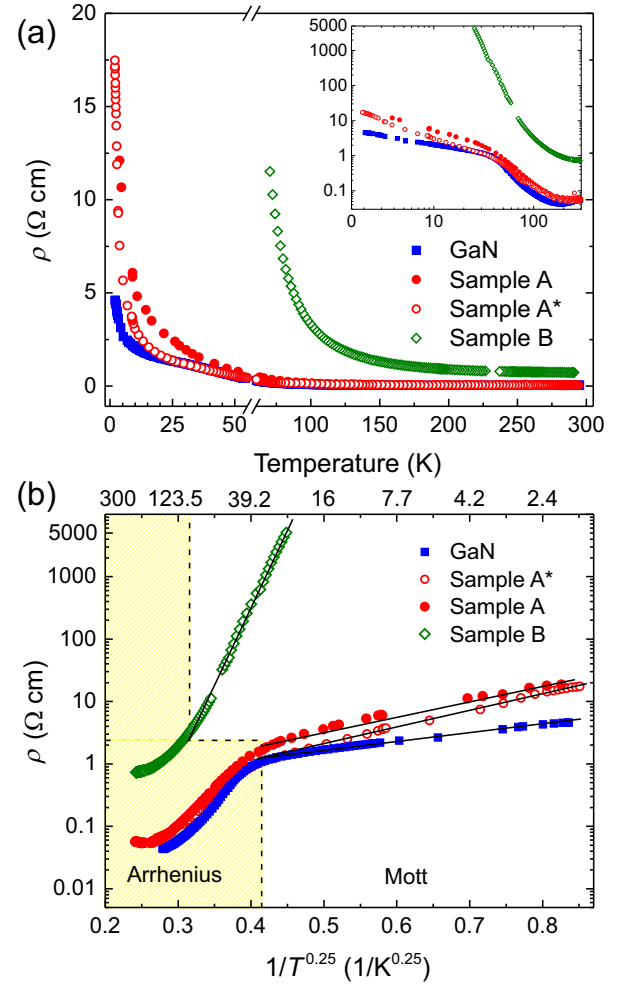 (a)
20
15
10
5
0
ρ (Ω cm)
0 25 50 100 150 200 250 300
Temperature (K)
5000
1000
100
10
1
0.1
0 10 100
GaN
Sample A
Sample A*
Sample B
(b)
300 123.5 39.2 16 7.7 4.2 2.4
5000
1000
100
10
1
0.1
0.01
ρ (Ω cm)
GaN
Sample A*
Sample A
Sample B
Arrhenius
Mott
0.2 0.3 0.4 0.5 0.6 0.7 0.8
1/T^0.25 (1/K^0.25)